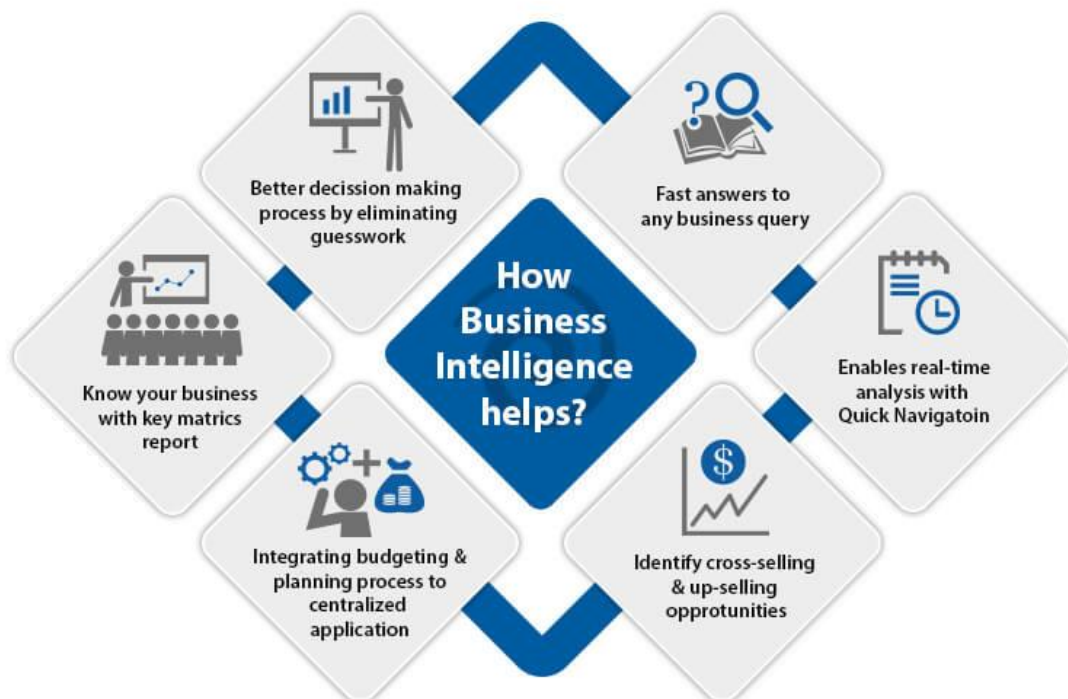 Better decission making
process by eliminating
guesswork
Fast answers to
any business query
Know your business
with key matrics
report
How
Business
Intelligence
helps?
Enables real-time
analysis with
Quick Navigatoin
Integrating budgeting &
planning process to
centralized
application
Identify cross-selling
& up-selling
opprotunities